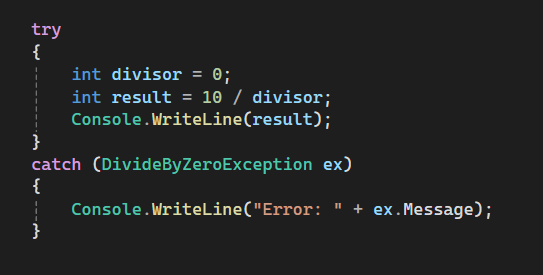 try
{
    int divisor = 0;
    int result = 10 / divisor;
    Console.WriteLine(result);
}
catch (DivideByZeroException ex)
{
    Console.WriteLine("Error: " + ex.Message);
}